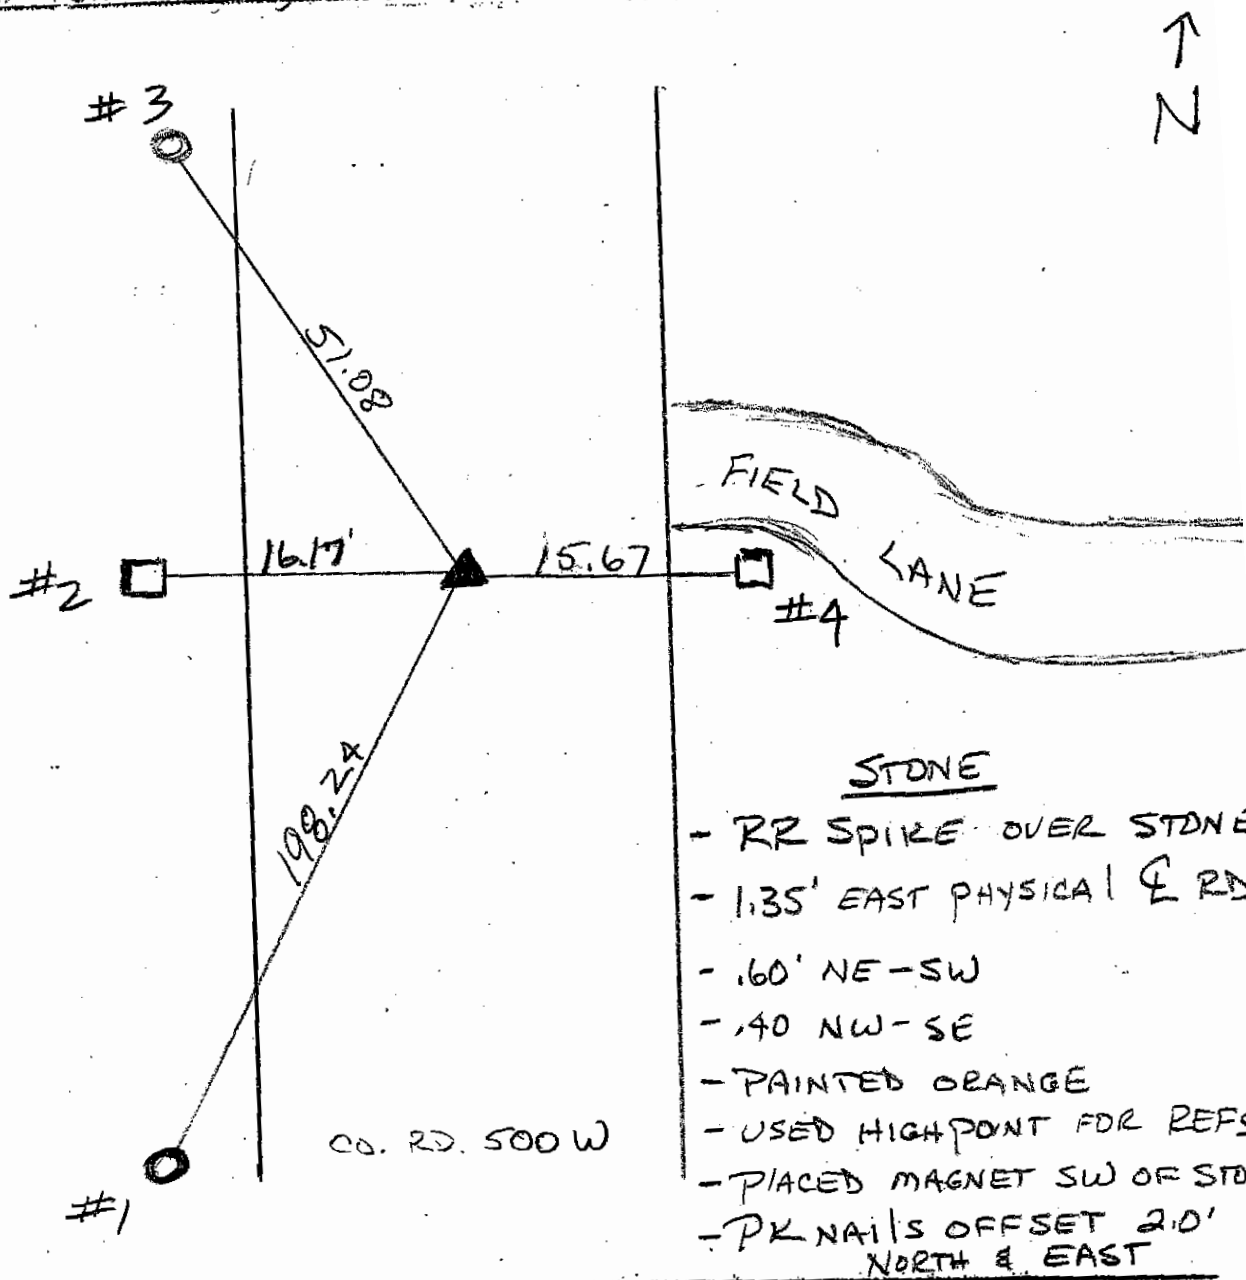 ↑
N
#3
51.08
FIELD
LANE
#2
16.17'
15.67
#4
198.24
STONE
- RR SPIKE OVER STONE
- 1.35' EAST PHYSICAL ℄ RD
- .60' NE-SW
- .40 NW-SE
- PAINTED ORANGE
- USED HIGHPOINT FOR REFS
CO. RD. 500 W
- PLACED MAGNET SW OF STO
#1
- PK NAILS OFFSET 2.0'
NORTH & EAST